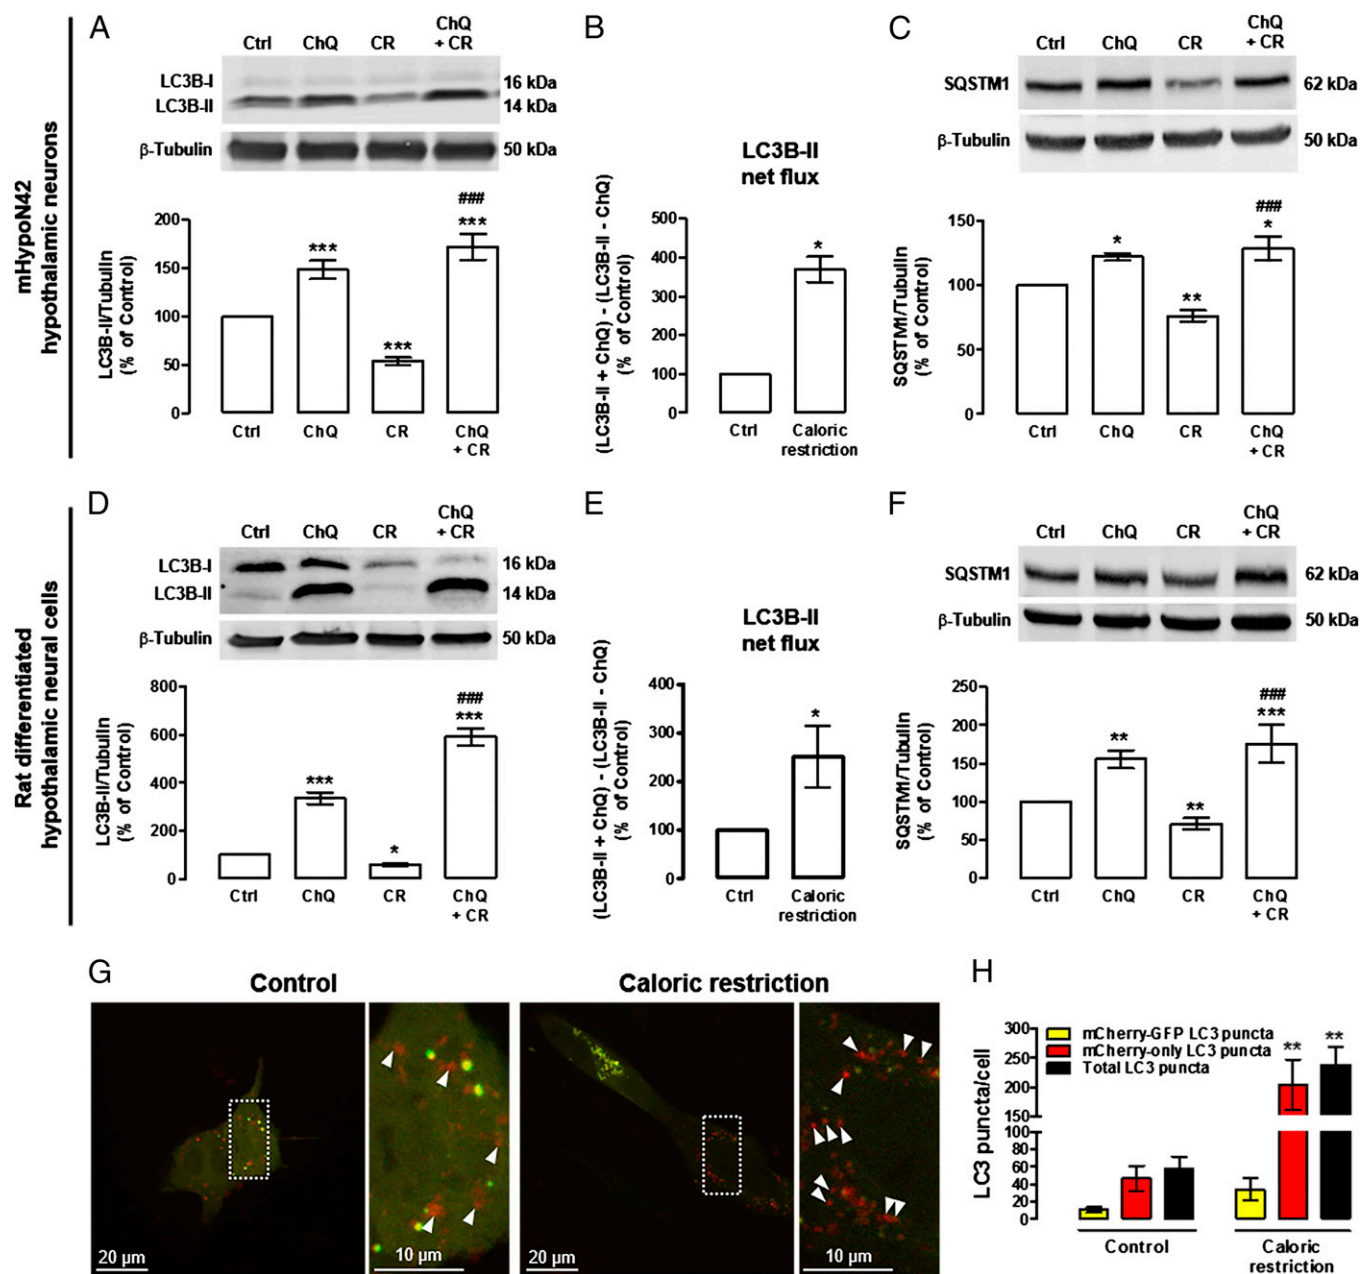 mHypoN42
hypothalamic neurons
A
Ctrl ChQ CR ChQ
+ CR
LC3B-I 16 kDa
LC3B-II 14 kDa
β-Tubulin 50 kDa
LC3B-II/Tubulin
(% of Control)
200
150
100
50
0
***
***
###
***
Ctrl ChQ CR ChQ
+ CR
B
LC3B-II
net flux
(LC3B-II + ChQ) - (LC3B-II - ChQ)
(% of Control)
500
400
300
200
100
0
*
Ctrl Caloric
restriction
C
Ctrl ChQ CR ChQ
+ CR
SQSTM1 62 kDa
β-Tubulin 50 kDa
SQSTM1/Tubulin
(% of Control)
150
100
50
0
*
**
###
*
Ctrl ChQ CR ChQ
+ CR
Rat differentiated
hypothalamic neural cells
D
Ctrl ChQ CR ChQ
+ CR
LC3B-I 16 kDa
LC3B-II 14 kDa
β-Tubulin 50 kDa
LC3B-II/Tubulin
(% of Control)
800
600
400
200
0
***
*
###
***
Ctrl ChQ CR ChQ
+ CR
E
LC3B-II
net flux
(LC3B-II + ChQ) - (LC3B-II - ChQ)
(% of Control)
400
300
200
100
0
*
Ctrl Caloric
restriction
F
Ctrl ChQ CR ChQ
+ CR
SQSTM1 62 kDa
β-Tubulin 50 kDa
SQSTM1/Tubulin
(% of Control)
250
200
150
100
50
0
**
**
###
***
Ctrl ChQ CR ChQ
+ CR
G
Control Caloric restriction
20 µm 10 µm 20 µm 10 µm
H
LC3 puncta/cell
300
250
200
150
100
80
60
40
20
0
mCherry-GFP LC3 puncta
mCherry-only LC3 puncta
Total LC3 puncta
** **
Control Caloric
restriction